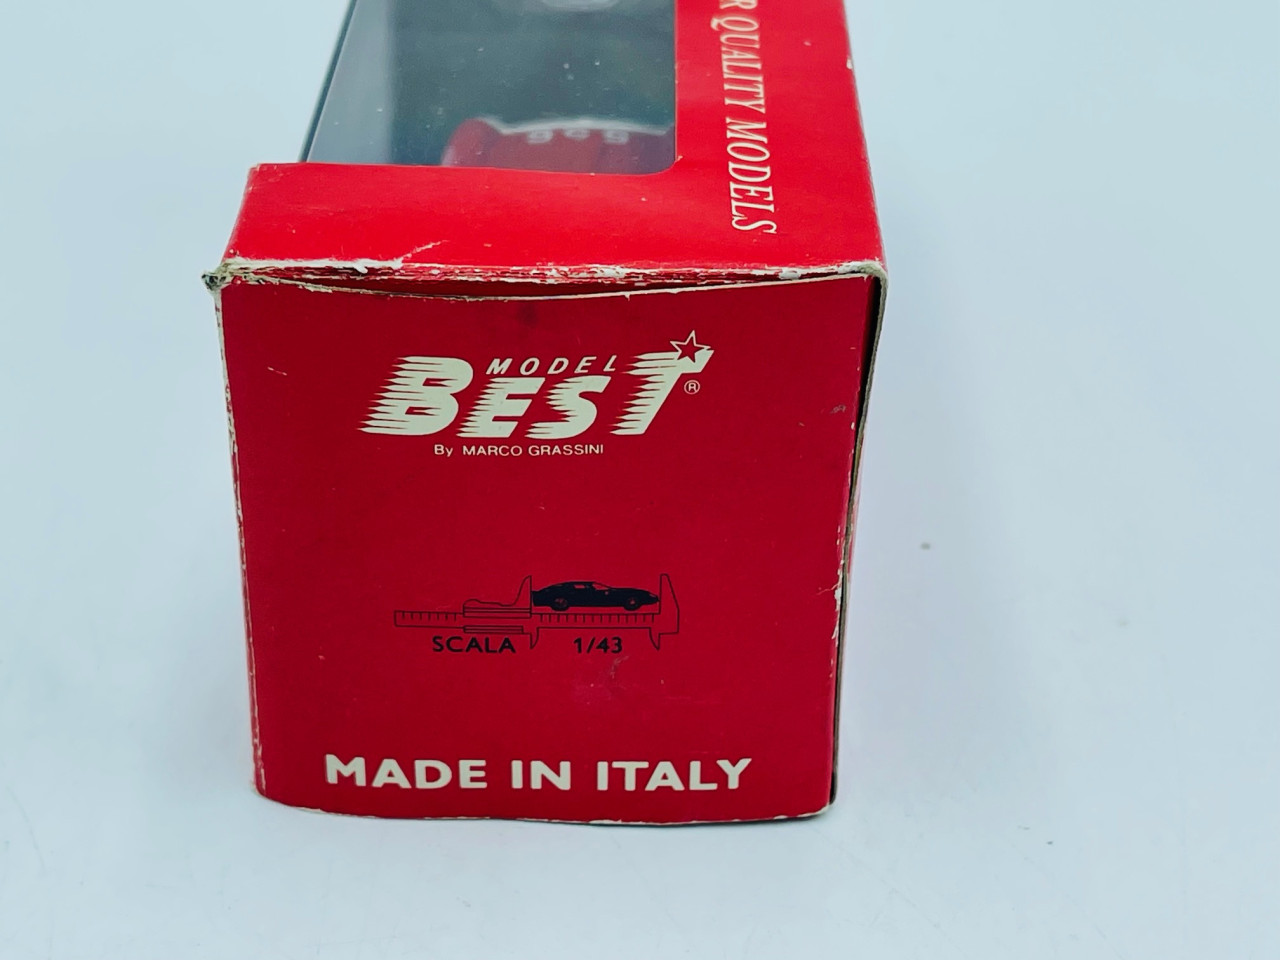 R QUALITY MODELS
MODEL
BEST®
By MARCO GRASSINI
SCALA 1/43
MADE IN ITALY